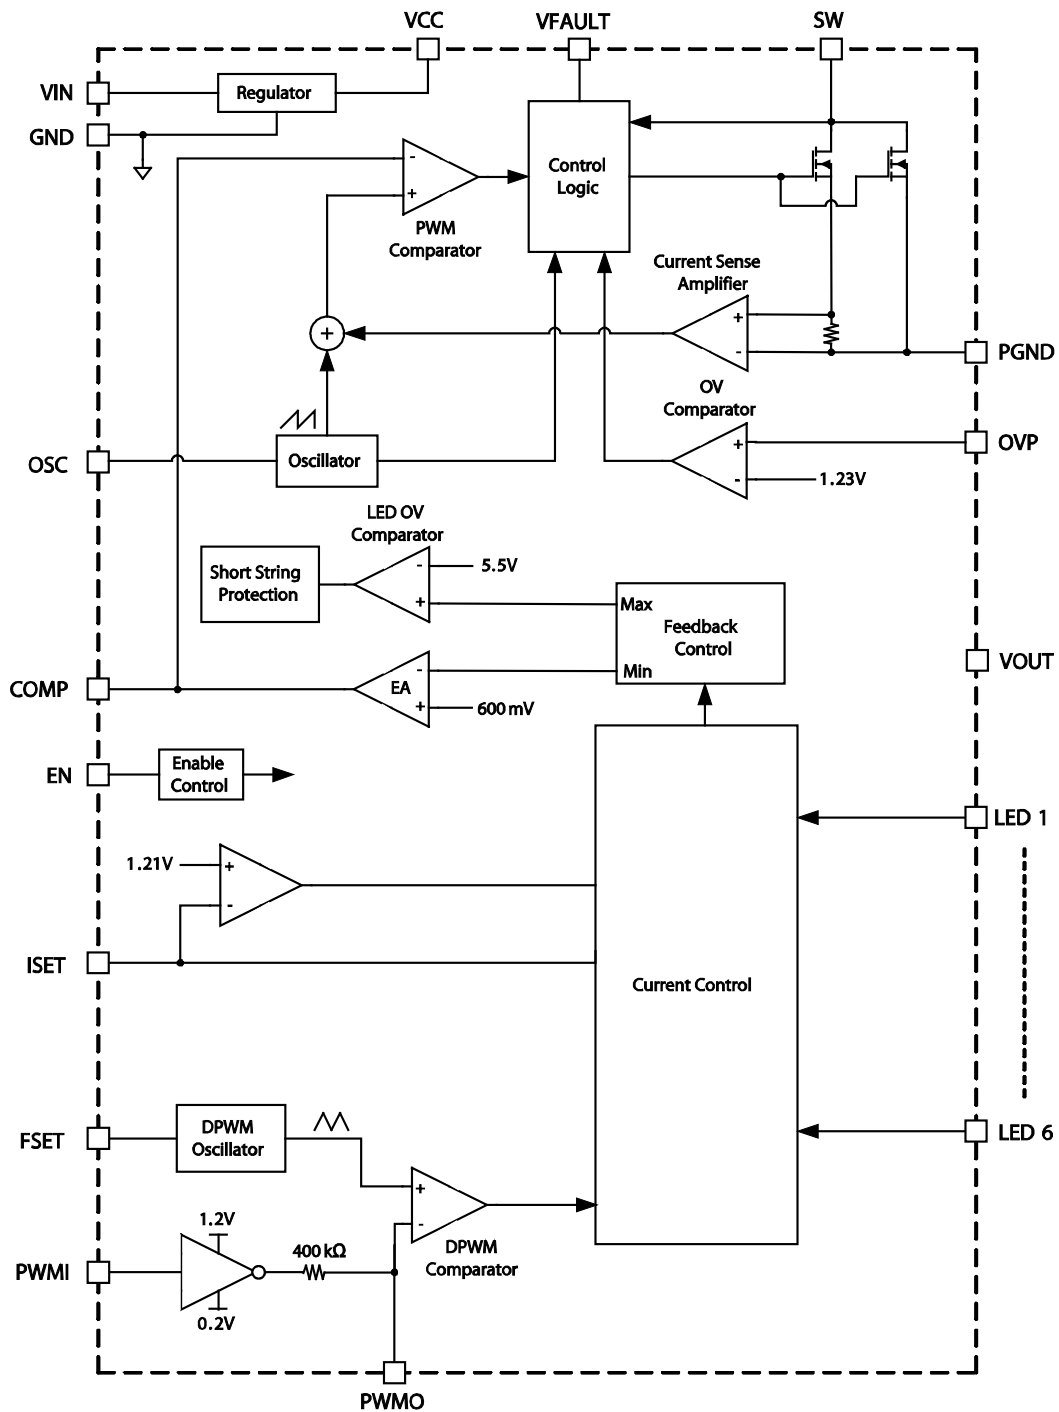 VCC
VFAULT
SW
VIN
Regulator
GND
-
+
PWM
Comparator
Control
Logic
Current Sense
Amplifier
+
-
+
PGND
OV
Comparator
+
-
1.23V
OVP
OSC
Oscillator
LED OV
Comparator
Short String
Protection
-
+
5.5V
Max
Feedback
Control
Min
VOUT
COMP
EA
-
+
600 mV
EN
Enable
Control
LED 1
1.21V
+
-
ISET
Current Control
FSET
DPWM
Oscillator
LED 6
+
-
DPWM
Comparator
1.2V
400 kΩ
PWMI
0.2V
PWMO